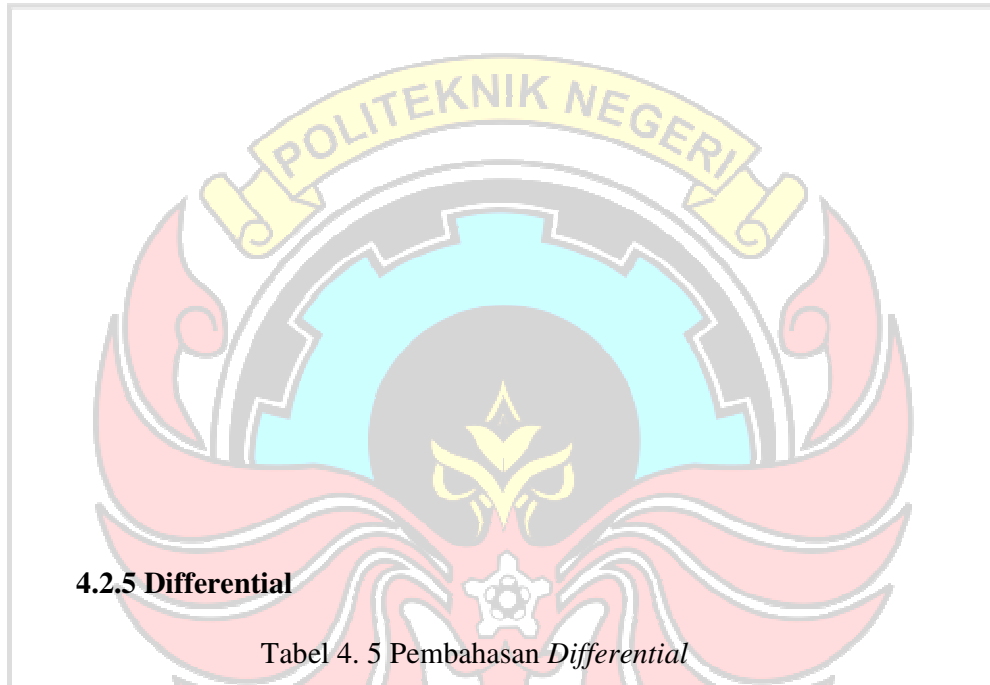 POLITEKNIK NEGERI
4.2.5 Differential
Tabel 4. 5 Pembahasan Differential